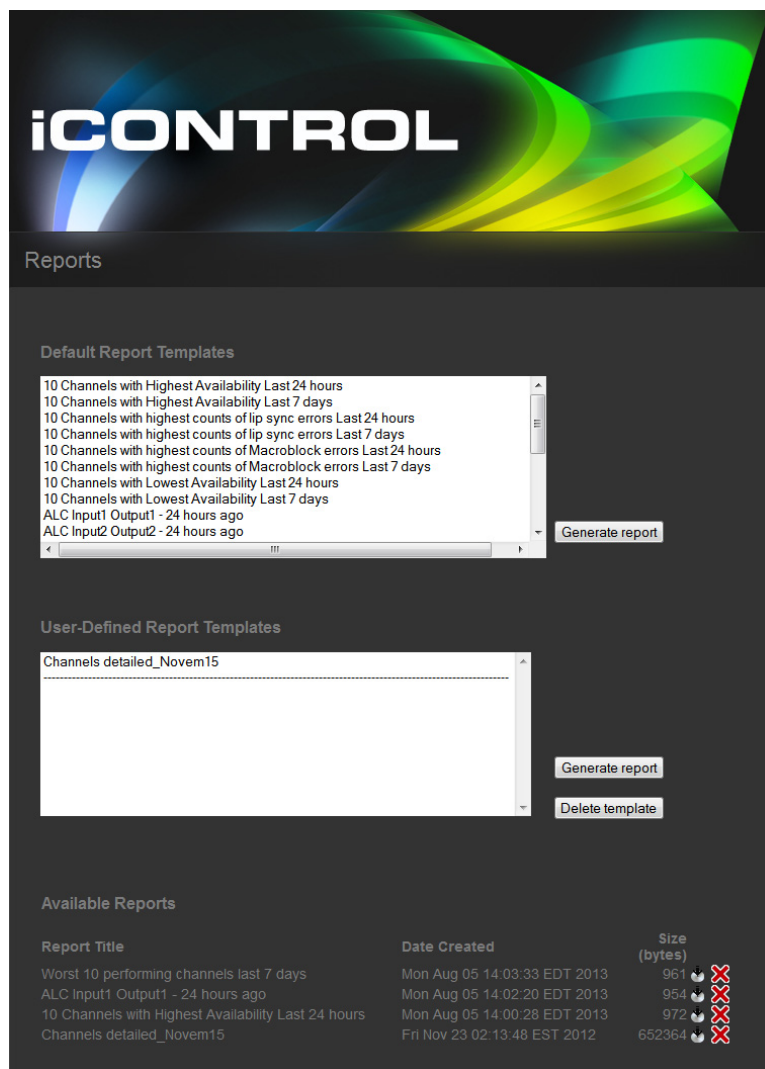 iCONTROL
Reports
Default Report Templates
10 Channels with Highest Availability Last 24 hours
10 Channels with Highest Availability Last 7 days
10 Channels with highest counts of lip sync errors Last 24 hours
10 Channels with highest counts of lip sync errors Last 7 days
10 Channels with highest counts of Macroblock errors Last 24 hours
10 Channels with highest counts of Macroblock errors Last 7 days
10 Channels with Lowest Availability Last 24 hours
10 Channels with Lowest Availability Last 7 days
ALC Input1 Output1 - 24 hours ago
ALC Input2 Output2 - 24 hours ago
Generate report
User-Defined Report Templates
Channels detailed_Novem15
--------------------------------------------------------------------------------------------------------------------
Generate report
Delete template
Available Reports
Report Title Date Created Size (bytes)
Worst 10 performing channels last 7 days Mon Aug 05 14:03:33 EDT 2013 961
ALC Input1 Output1 - 24 hours ago Mon Aug 05 14:02:20 EDT 2013 954
10 Channels with Highest Availability Last 24 hours Mon Aug 05 14:00:28 EDT 2013 972
Channels detailed_Novem15 Fri Nov 23 02:13:48 EST 2012 652364